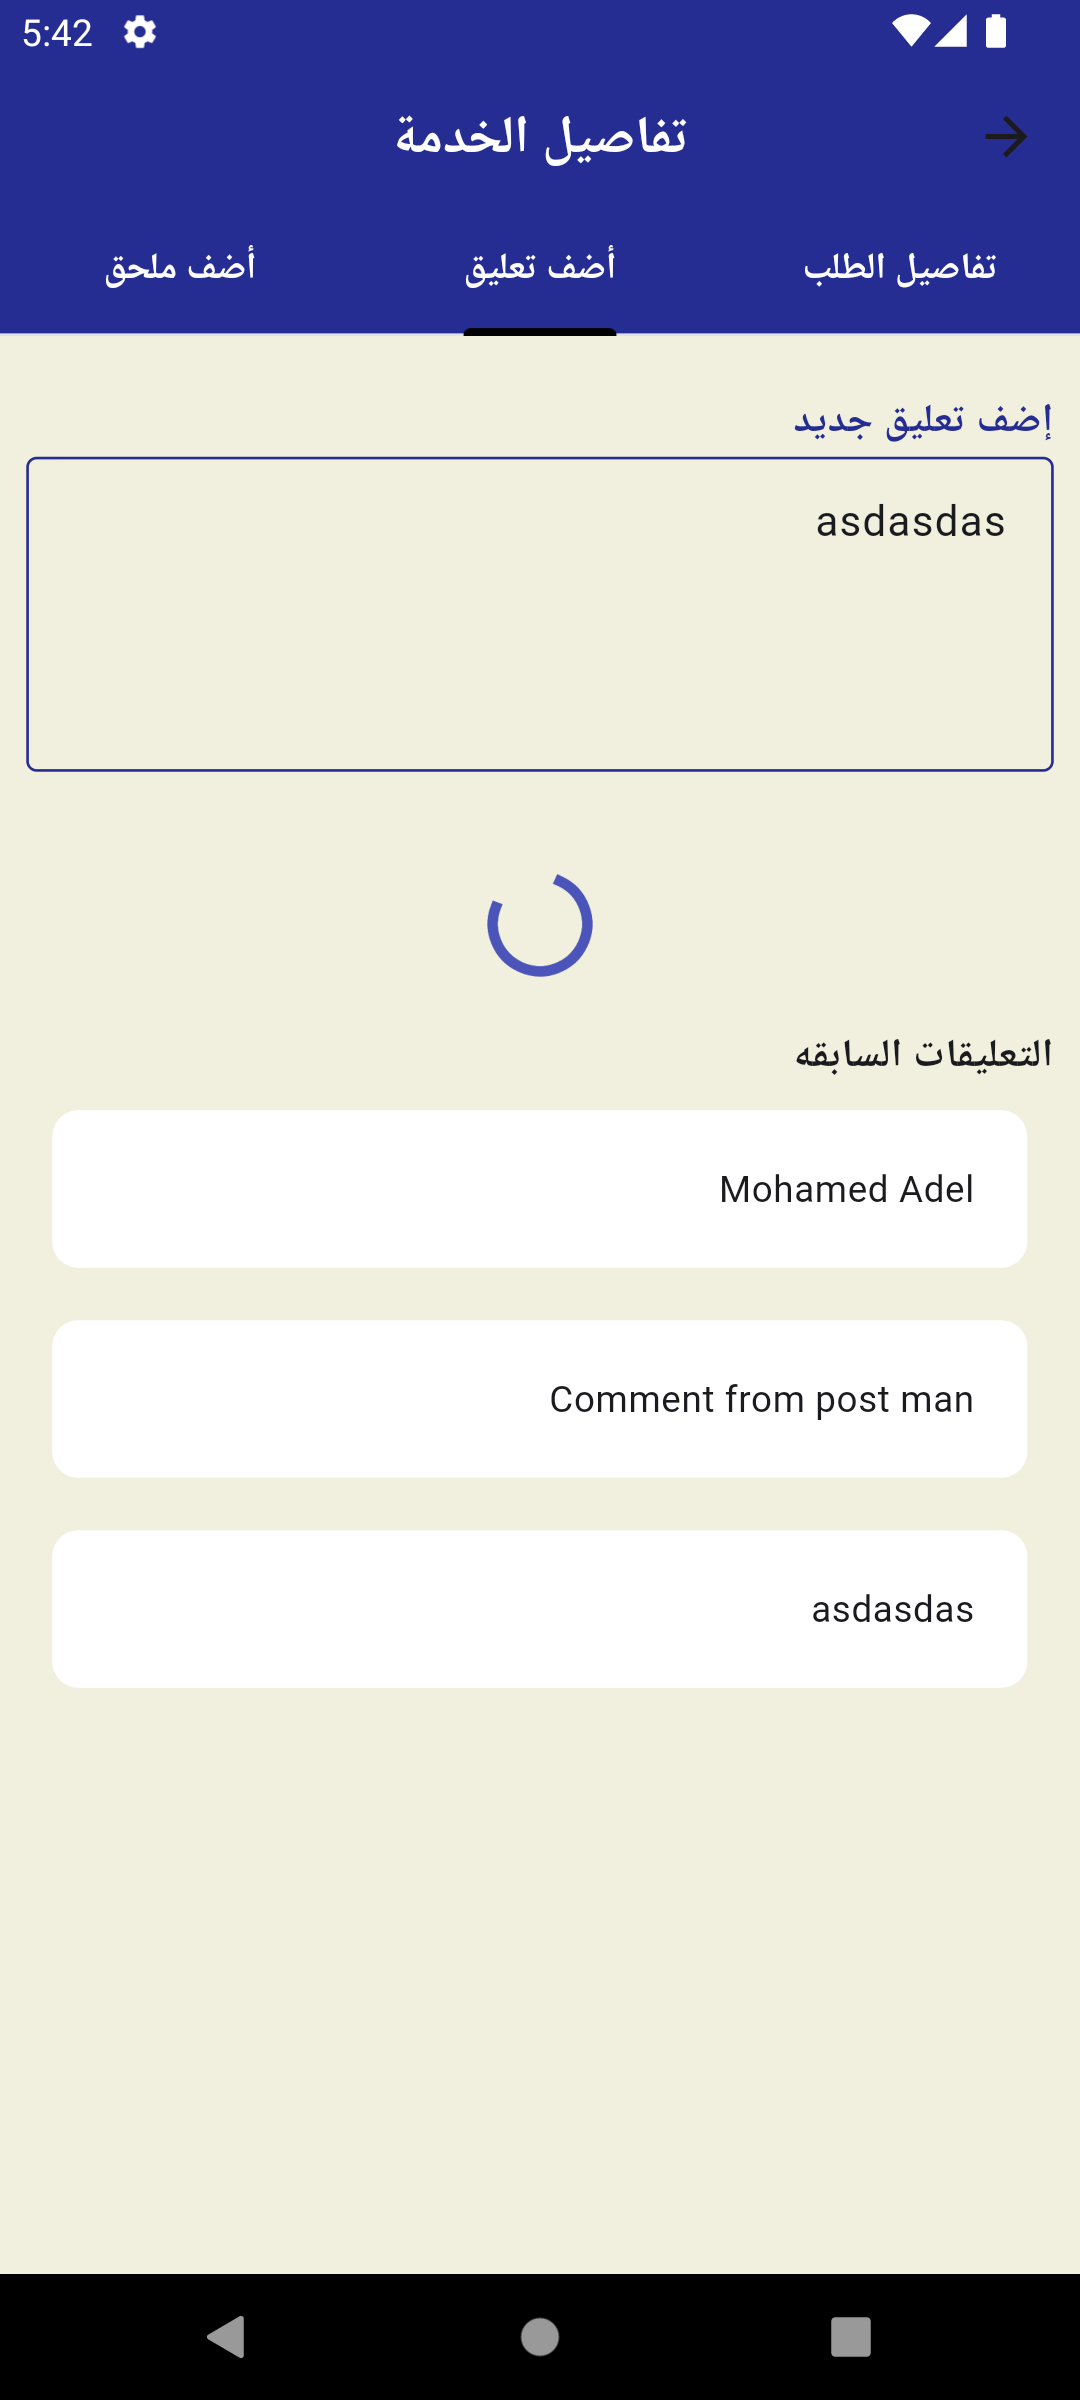 5:42
تفاصيل الخدمة
تفاصيل الطلب
أضف تعليق
أضف ملحق
إضف تعليق جديد
asdasdas
التعليقات السابقه
Mohamed Adel
Comment from post man
asdasdas